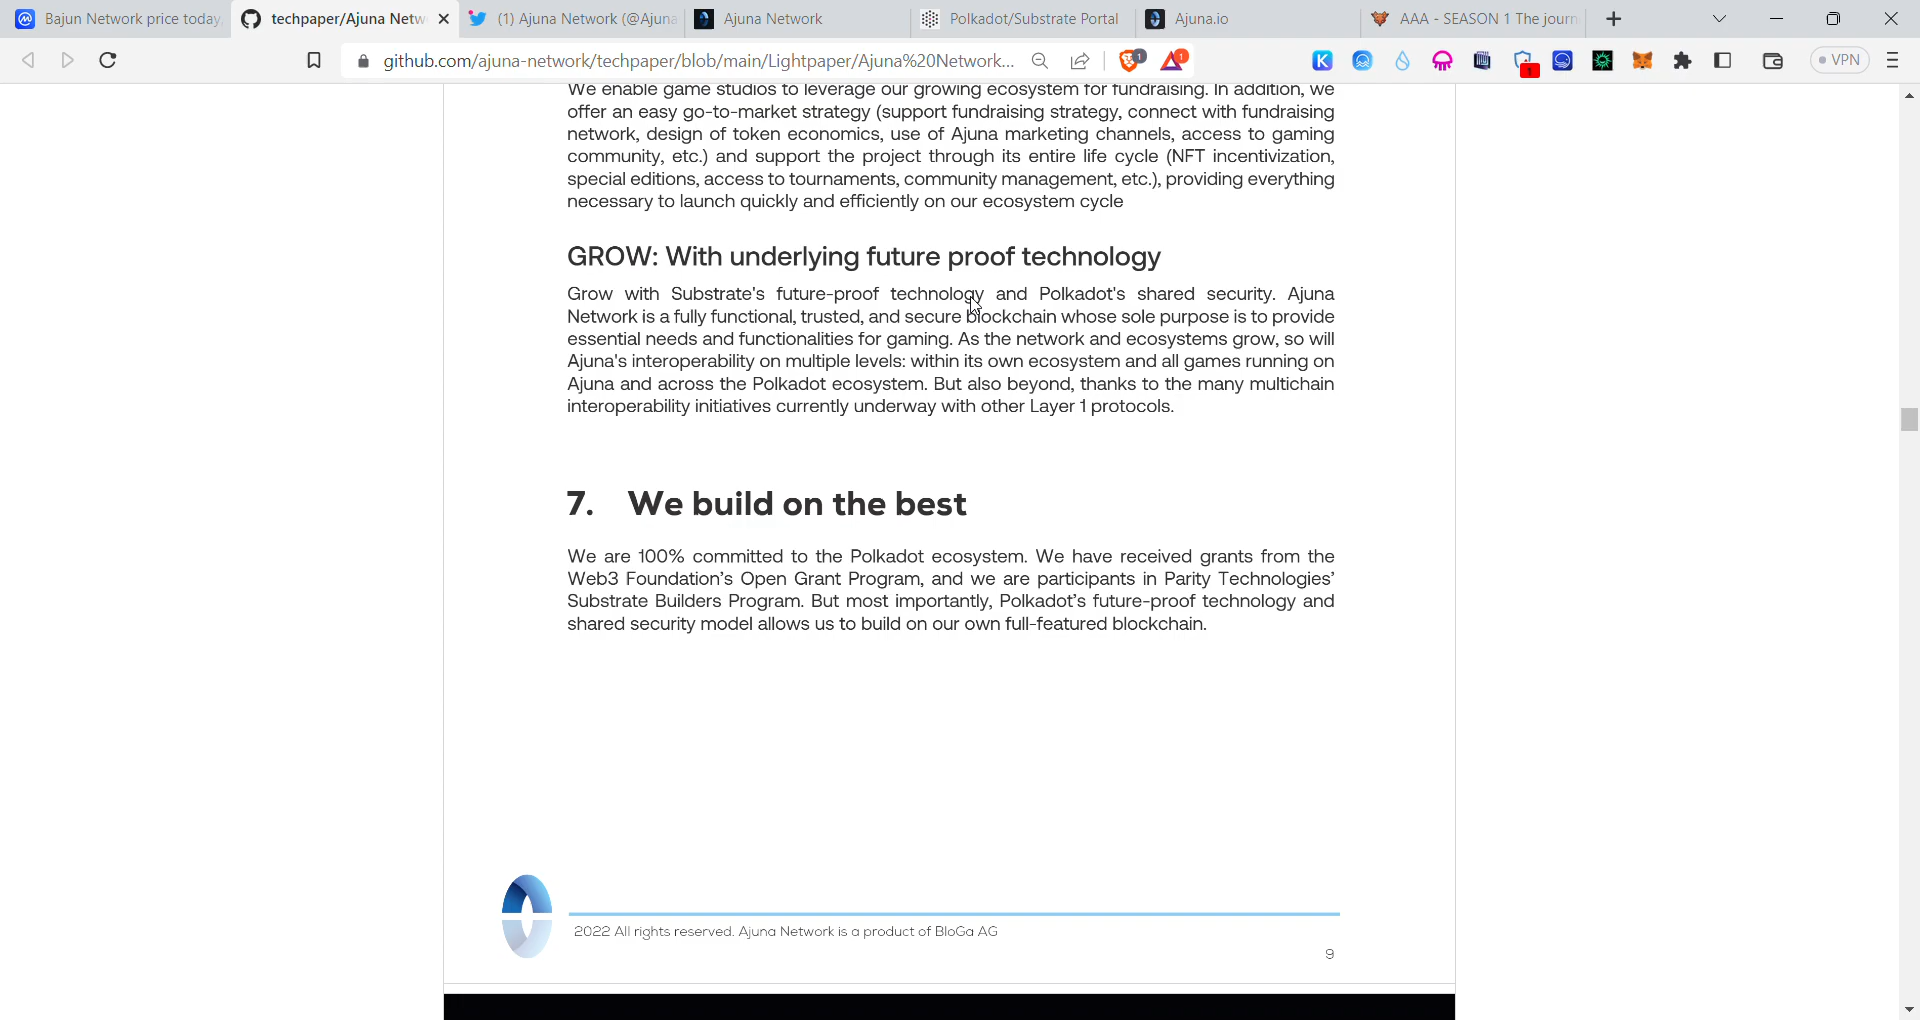 Bajun Network price today,
techpaper/Ajuna Netw
(1) Ajuna Network (@Ajuna
Ajuna Network
Polkadot/Substrate Portal
Ajuna.io
AAA - SEASON 1 The journ
github.com/ajuna-network/techpaper/blob/main/Lightpaper/Ajuna%20Network...
1
1
1
VPN
We enable game studios to leverage our growing ecosystem for fundraising. In addition, we
offer an easy go-to-market strategy (support fundraising strategy, connect with fundraising
network, design of token economics, use of Ajuna marketing channels, access to gaming
community, etc.) and support the project through its entire life cycle (NFT incentivization,
special editions, access to tournaments, community management, etc.), providing everything
necessary to launch quickly and efficiently on our ecosystem cycle
GROW: With underlying future proof technology
Grow with Substrate's future-proof technology and Polkadot's shared security. Ajuna
Network is a fully functional, trusted, and secure blockchain whose sole purpose is to provide
essential needs and functionalities for gaming. As the network and ecosystems grow, so will
Ajuna's interoperability on multiple levels: within its own ecosystem and all games running on
Ajuna and across the Polkadot ecosystem. But also beyond, thanks to the many multichain
interoperability initiatives currently underway with other Layer 1 protocols.
7. We build on the best
We are 100% committed to the Polkadot ecosystem. We have received grants from the
Web3 Foundation’s Open Grant Program, and we are participants in Parity Technologies’
Substrate Builders Program. But most importantly, Polkadot’s future-proof technology and
shared security model allows us to build on our own full-featured blockchain.
2022 All rights reserved. Ajuna Network is a product of BloGa AG
9